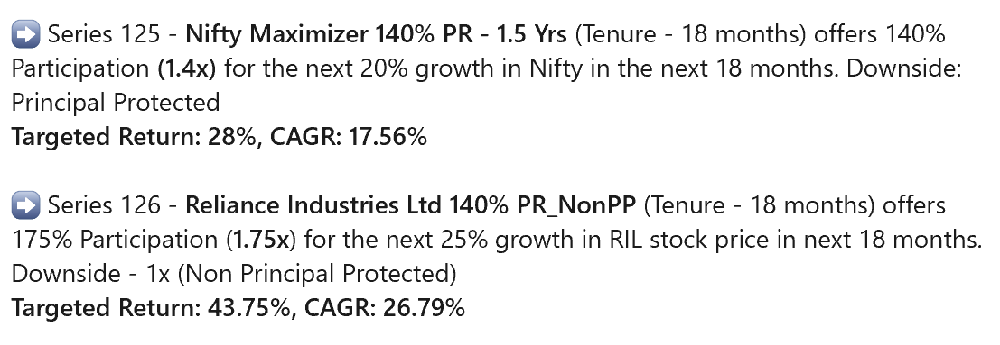 ➡️ Series 125 - Nifty Maximizer 140% PR - 1.5 Yrs (Tenure - 18 months) offers 140%
Participation (1.4x) for the next 20% growth in Nifty in the next 18 months. Downside:
Principal Protected
Targeted Return: 28%, CAGR: 17.56%
➡️ Series 126 - Reliance Industries Ltd 140% PR_NonPP (Tenure - 18 months) offers
175% Participation (1.75x) for the next 25% growth in RIL stock price in next 18 months.
Downside - 1x (Non Principal Protected)
Targeted Return: 43.75%, CAGR: 26.79%